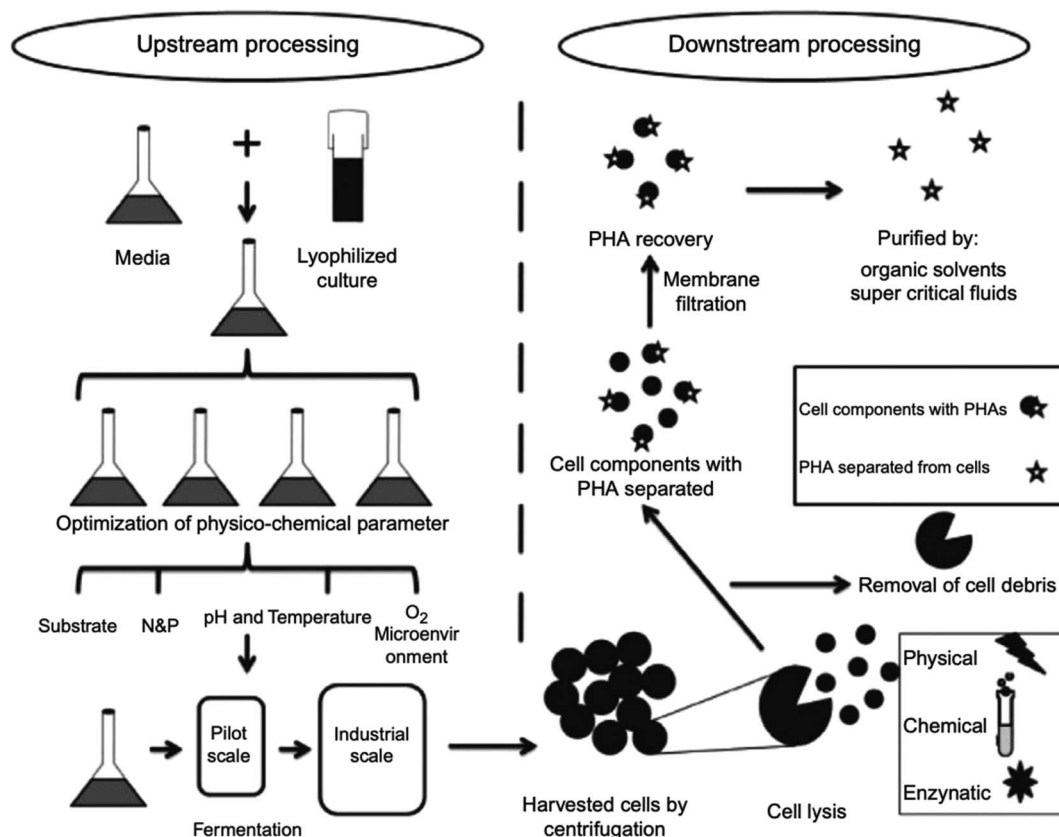 Upstream processing
Media
Lyophilized
culture
Optimization of physico-chemical parameter
Substrate
N&P
pH and Temperature
O2
Microenvir
onment
Pilot
scale
Industrial
scale
Fermentation
Downstream processing
PHA recovery
Purified by:
organic solvents
super critical fluids
Membrane
filtration
Cell components with
PHA separated
Cell components with PHAs
PHA separated from cells
Removal of cell debris
Harvested cells by
centrifugation
Cell lysis
Physical
Chemical
Enzynatic